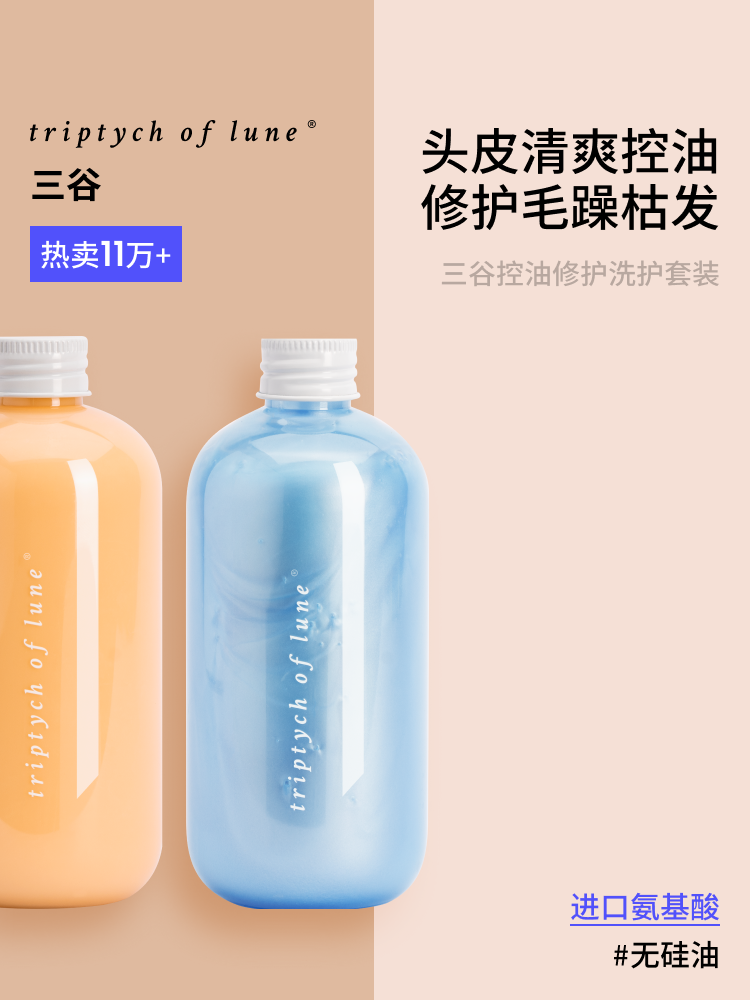 triptych of lune®
三谷
热卖11万+
头皮清爽控油
修护毛躁枯发
三谷控油修护洗护套装
triptych of lune®
triptych of lune®
进口氨基酸
#无硅油